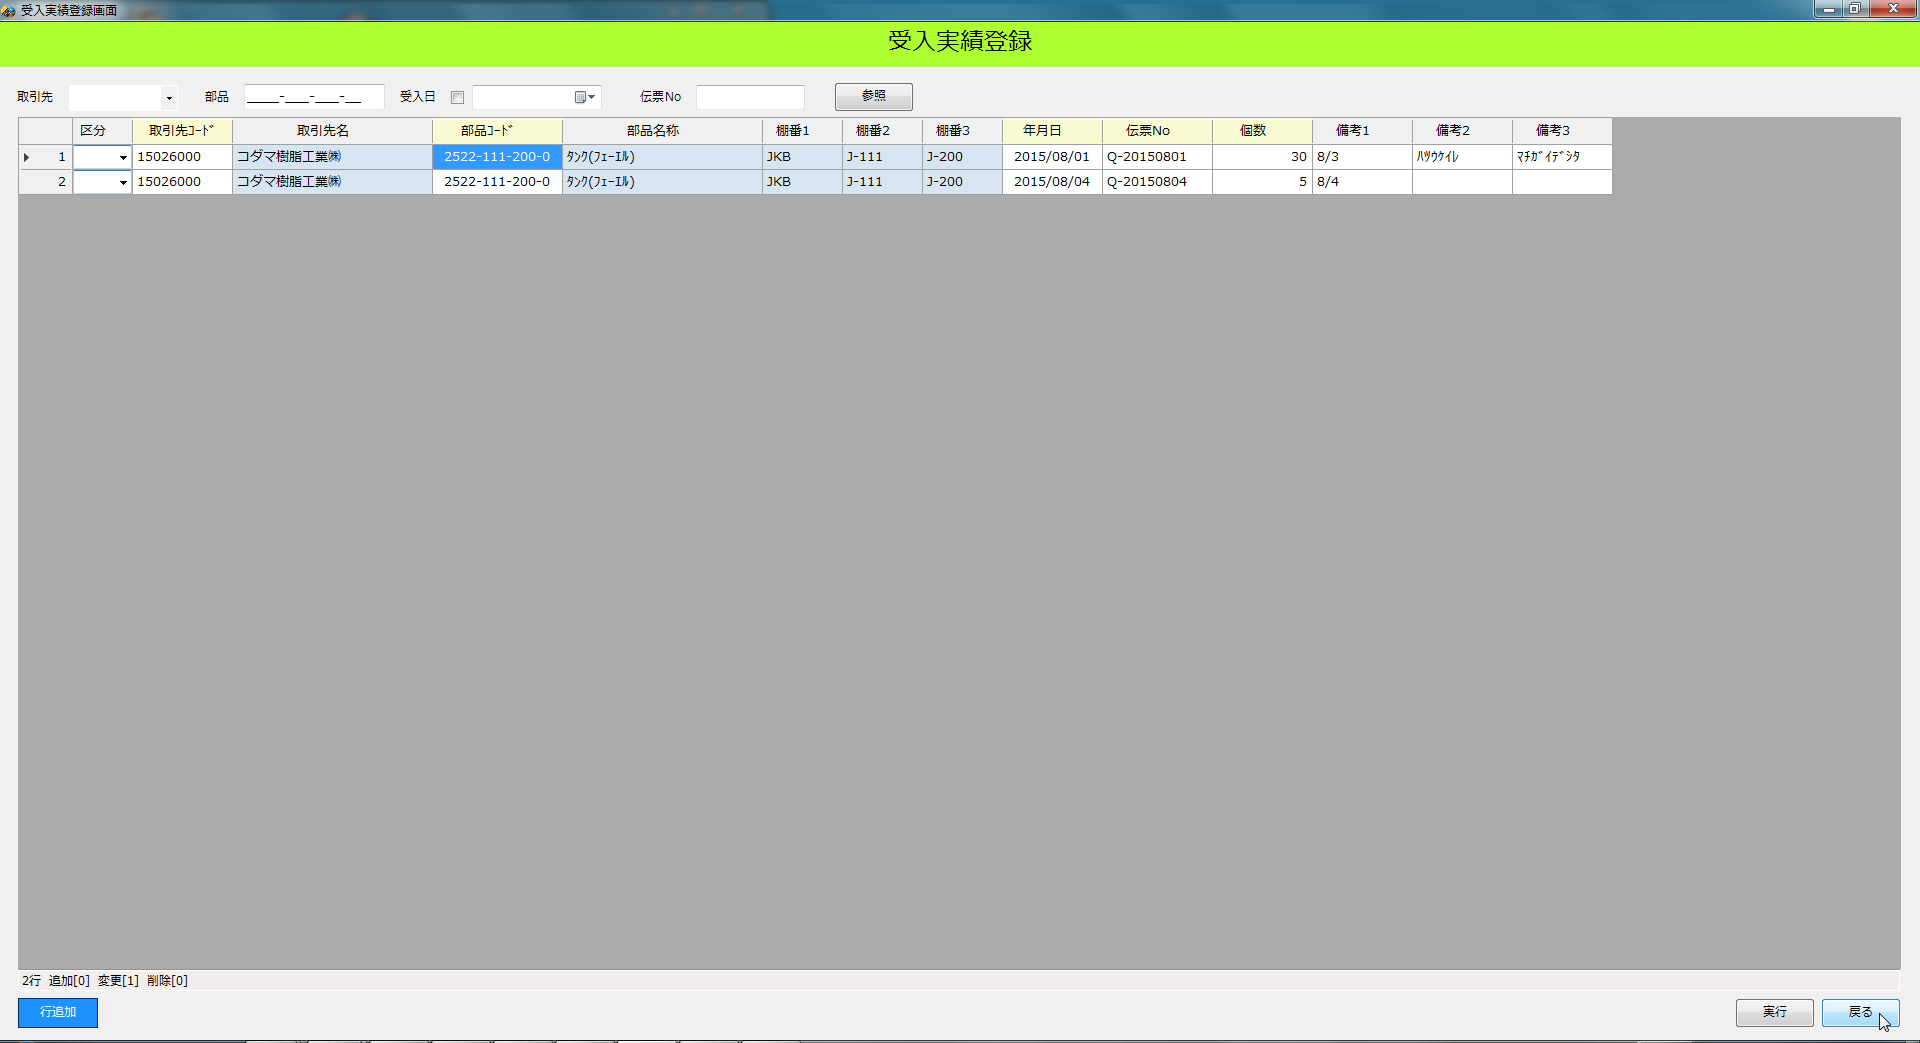 受入実績登録画面
受入実績登録
取引先 部品 ____-___-___-__ 受入日 伝票No 参照
区分 取引先ｺｰﾄﾞ 取引先名 部品ｺｰﾄﾞ 部品名称 棚番1 棚番2 棚番3 年月日 伝票No 個数 備考1 備考2 備考3
1 15026000 コダマ樹脂工業㈱ 2522-111-200-0 ﾀﾝｸ(ﾌｭｰｴﾙ) JKB J-111 J-200 2015/08/01 Q-20150801 30 8/3 ﾊﾂｳｹｲﾚ ﾏﾁｶﾞｲﾃﾞｼﾀ
2 15026000 コダマ樹脂工業㈱ 2522-111-200-0 ﾀﾝｸ(ﾌｭｰｴﾙ) JKB J-111 J-200 2015/08/04 Q-20150804 5 8/4
2行 追加[0] 変更[1] 削除[0]
行追加 実行 戻る